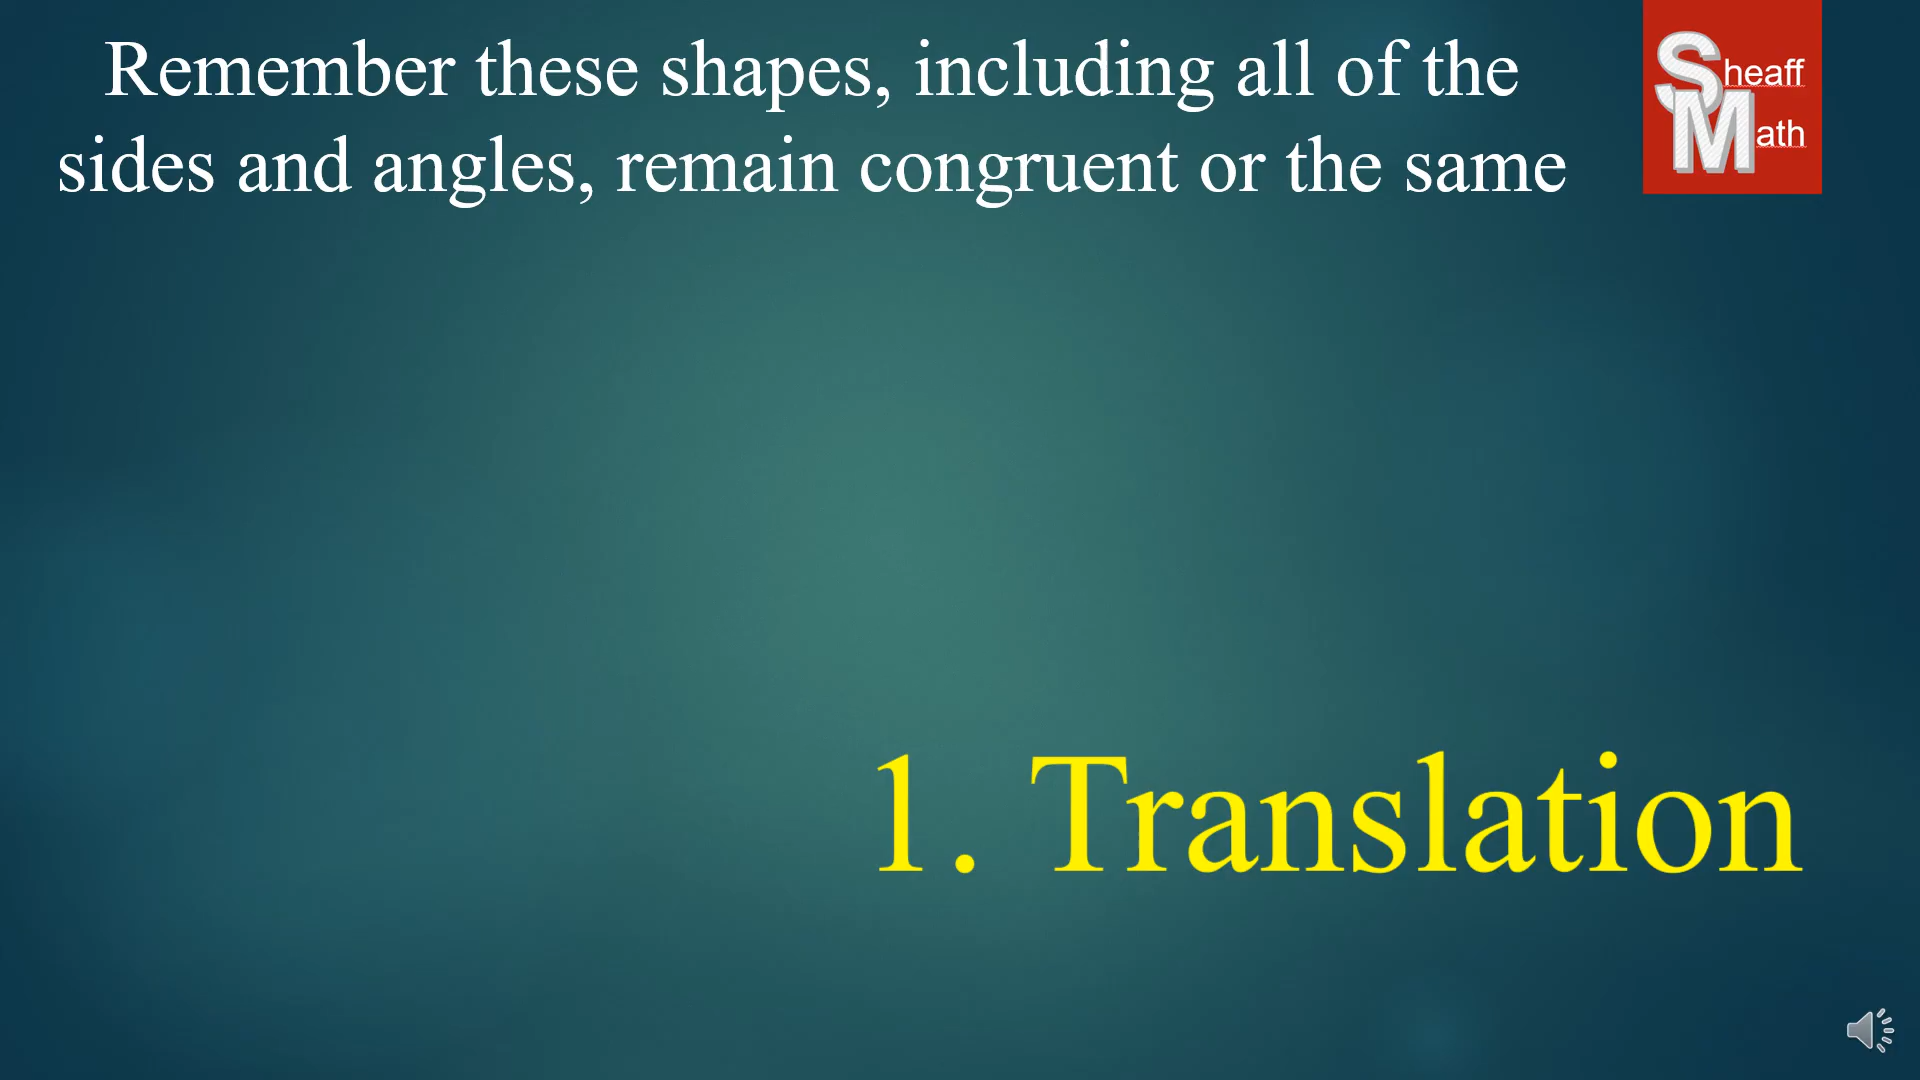 Remember these shapes, including all of the
sides and angles, remain congruent or the same
Sheaff
Math
1. Translation